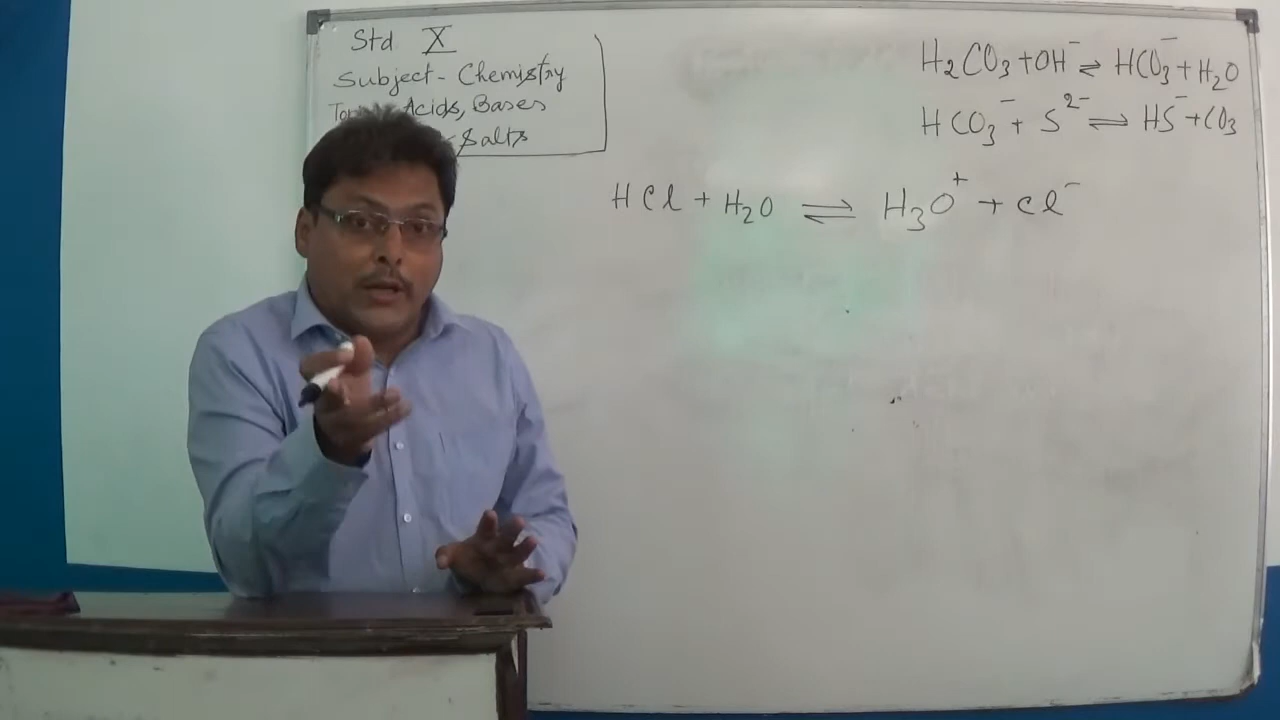 Std X
Subject - Chemistry
Acids, Bases
- Salts
H₂CO₃ + OH⁻ ⇌ HCO₃⁻ + H₂O
HCO₃⁻ + S²⁻ ⇌ HS⁻ + CO₃
HCl + H₂O ⇌ H₃O⁺ + Cl⁻